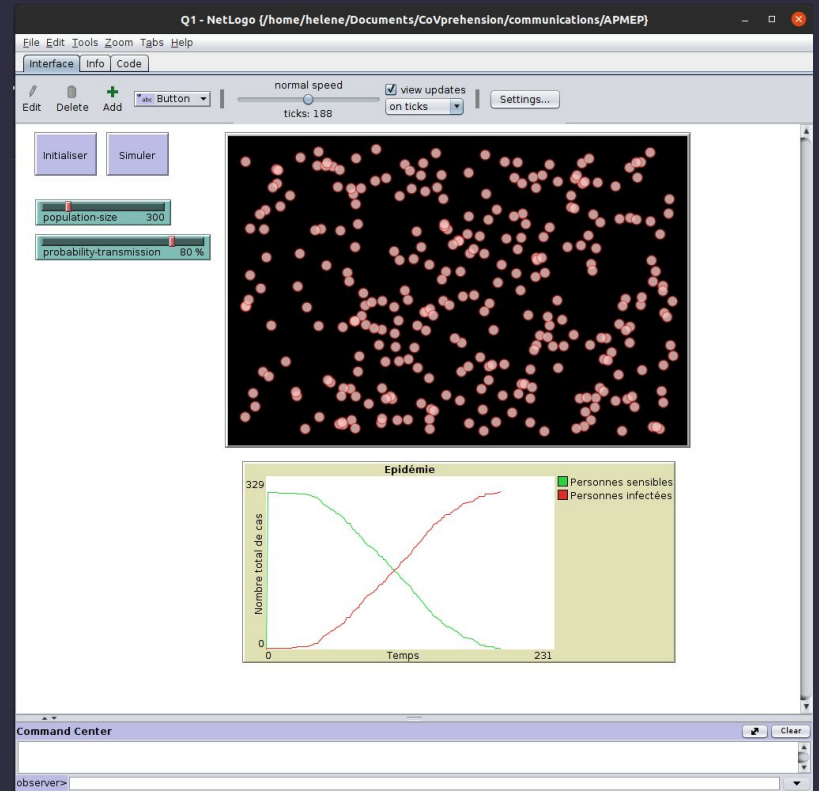 Q1 - NetLogo {/home/helene/Documents/CoVprehension/communications/APMEP}
File Edit Tools Zoom Tabs Help
Interface Info Code
Edit Delete Add abc Button normal speed ticks: 188 view updates on ticks Settings...
Initialiser Simuler
population-size 300
probability-transmission 80 %
Epidémie
329
Nombre total de cas
0
0 Temps 231
Personnes sensibles
Personnes infectées
Command Center Clear
observer>